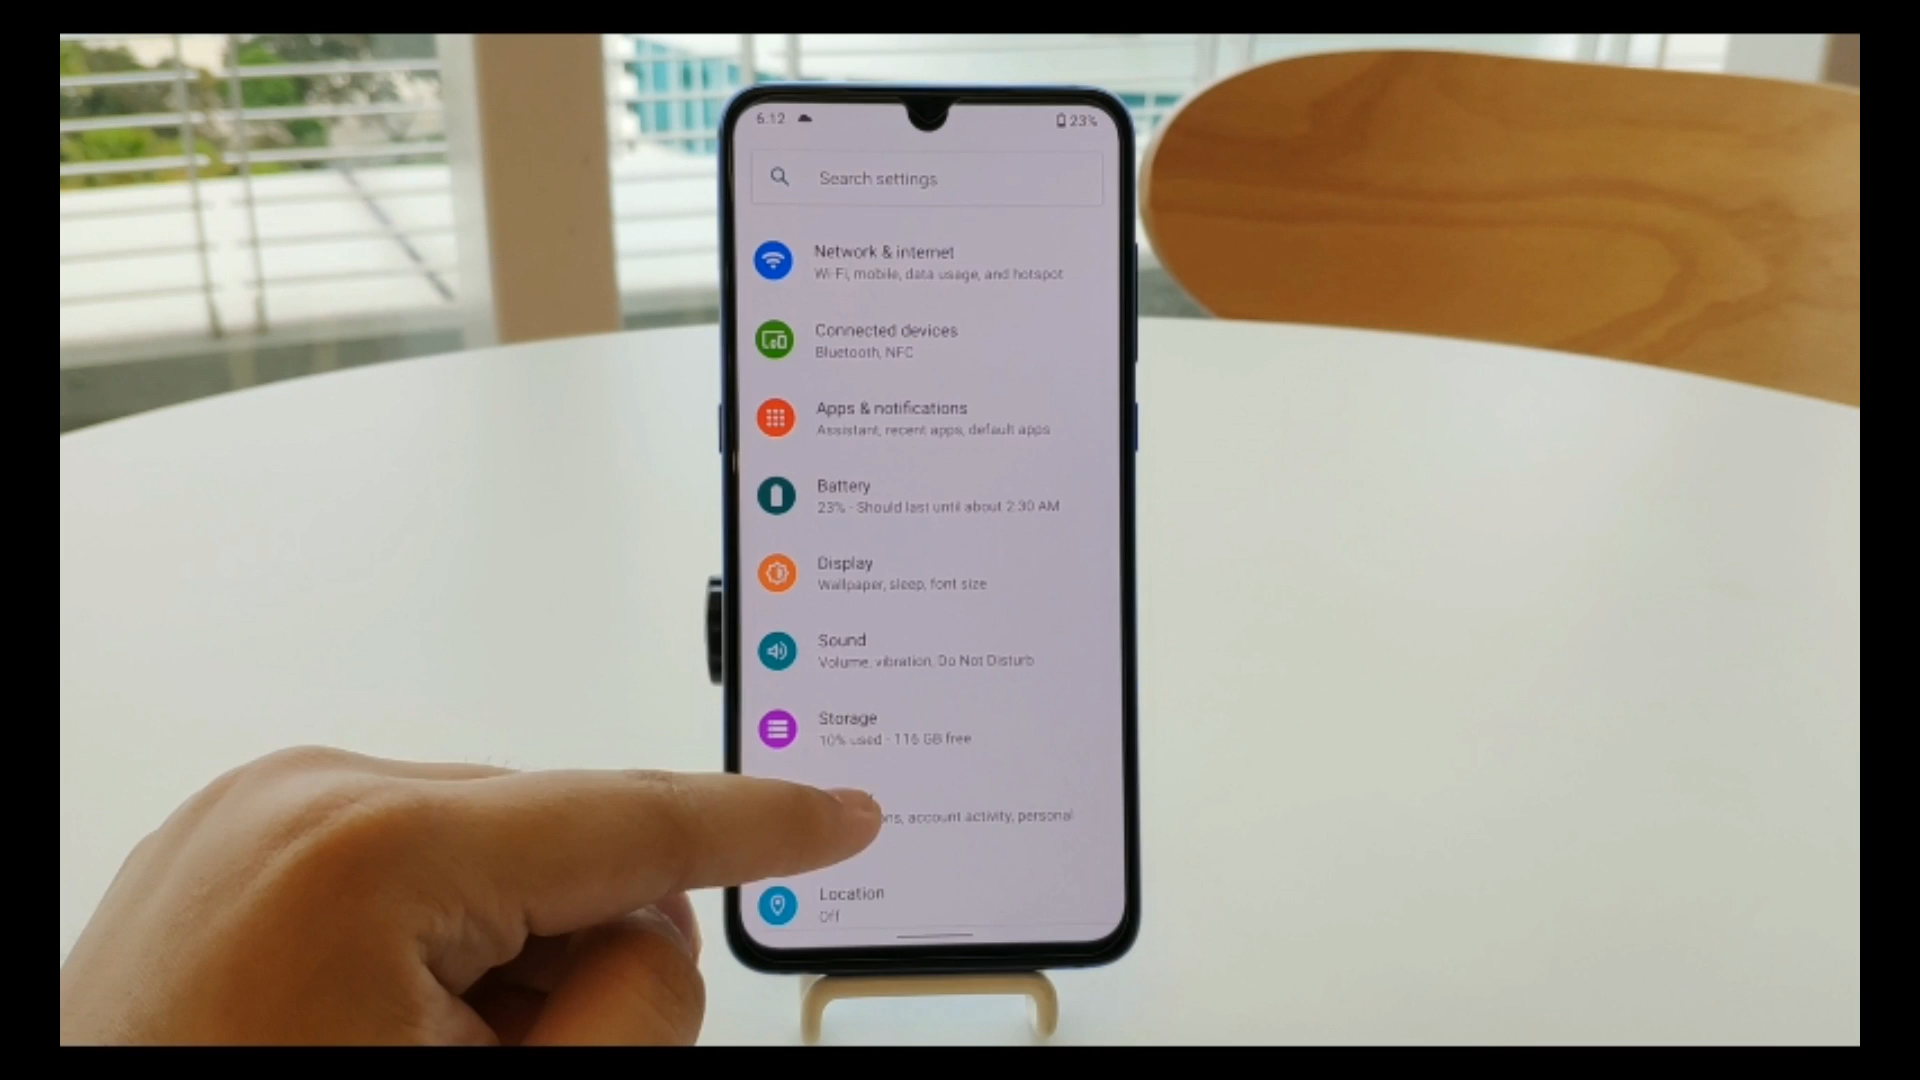 6:12
23%
Search settings
Network & internet
Wi-Fi, mobile, data usage, and hotspot
Connected devices
Bluetooth, NFC
Apps & notifications
Assistant, recent apps, default apps
Battery
23% - Should last until about 2:30 AM
Display
Wallpaper, sleep, font size
Sound
Volume, vibration, Do Not Disturb
Storage
10% used - 116 GB free
account activity, personal
Location
Off